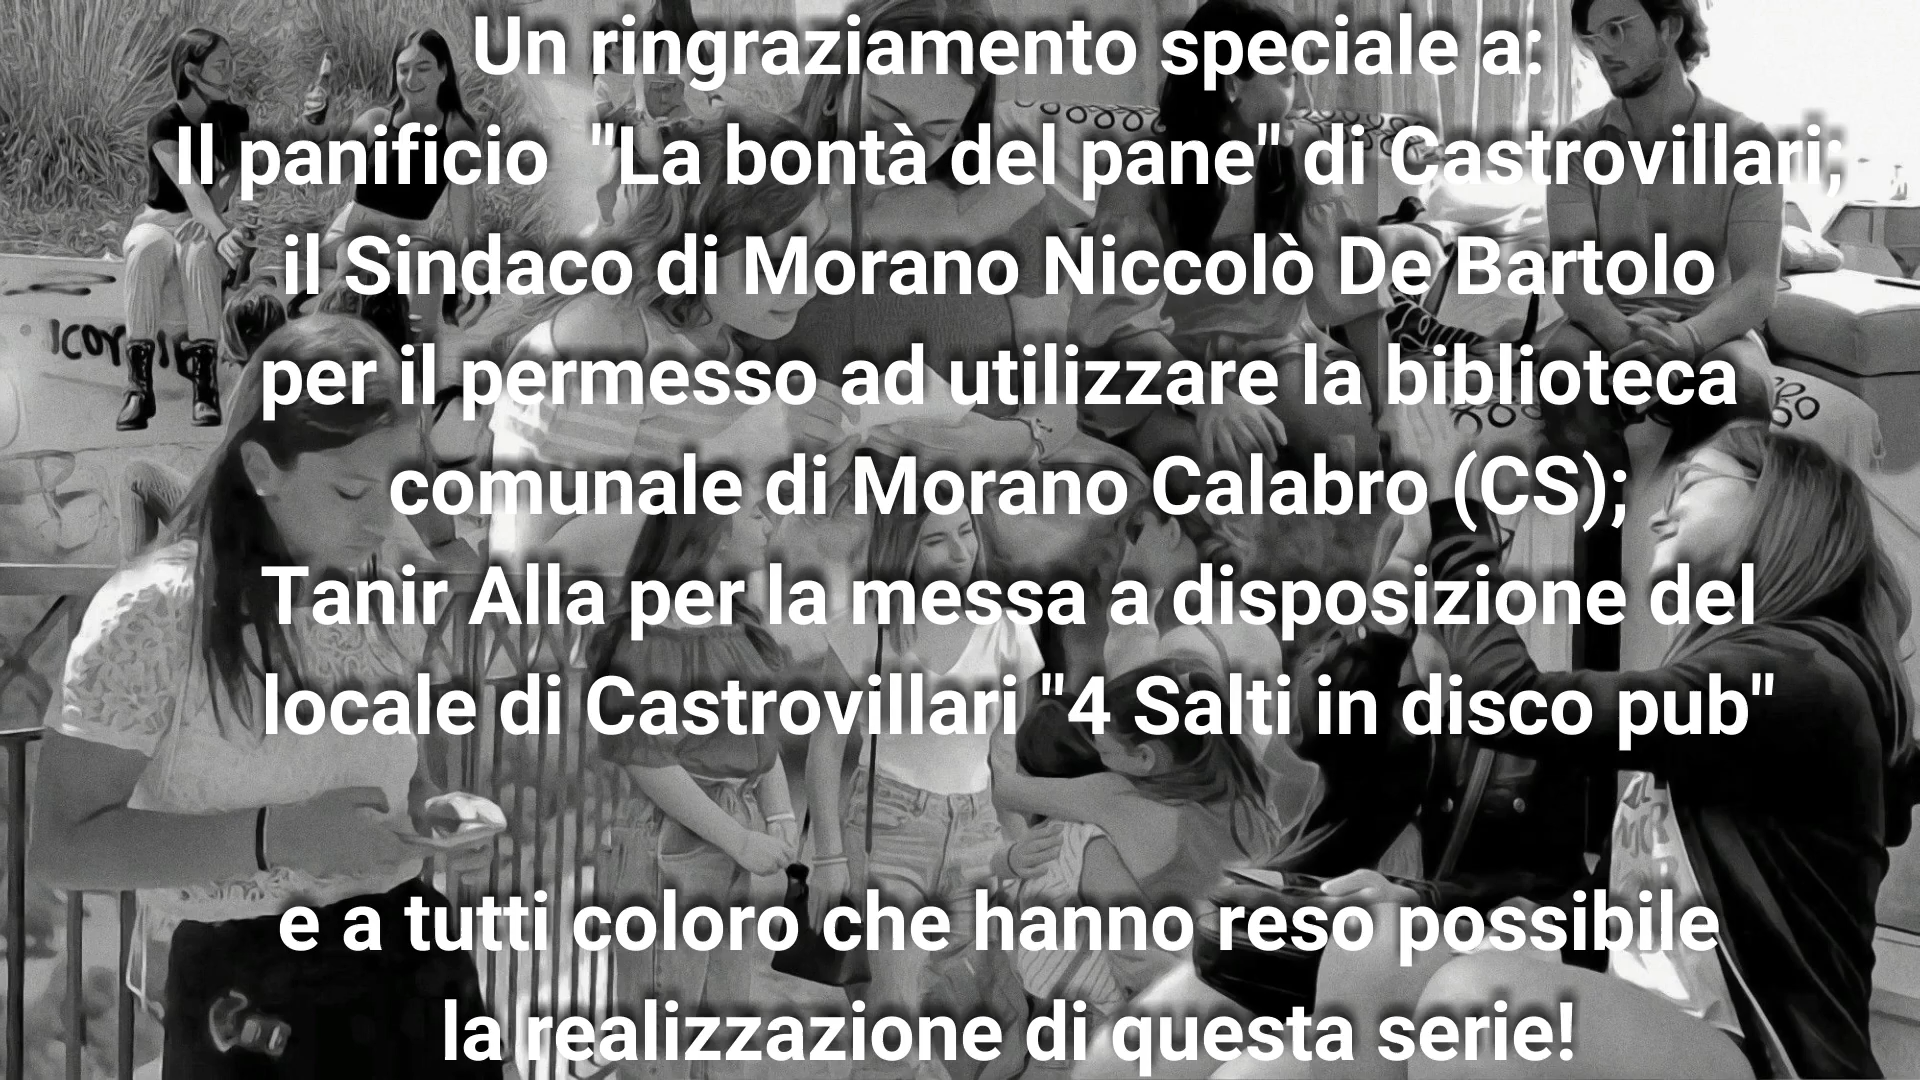 Un ringraziamento speciale a:
Il panificio "La bontà del pane" di Castrovillari;
il Sindaco di Morano Niccolò De Bartolo
per il permesso ad utilizzare la biblioteca
comunale di Morano Calabro (CS);
Tanir Alla per la messa a disposizione del
locale di Castrovillari "4 Salti in disco pub"
e a tutti coloro che hanno reso possibile
la realizzazione di questa serie!